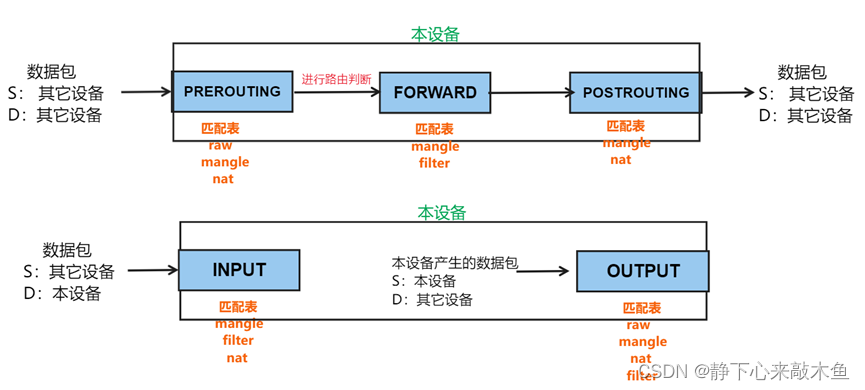 本设备
数据包
S： 其它设备
D：其它设备
PREROUTING
进行路由判断
FORWARD
POSTROUTING
数据包
S： 其它设备
D：其它设备
匹配表
raw
mangle
nat
匹配表
mangle
filter
匹配表
mangle
nat
本设备
数据包
S：其它设备
D：本设备
INPUT
本设备产生的数据包
S：本设备
D：其它设备
OUTPUT
匹配表
mangle
filter
nat
匹配表
raw
mangle
nat
filter
CSDN @静下心来敲木鱼